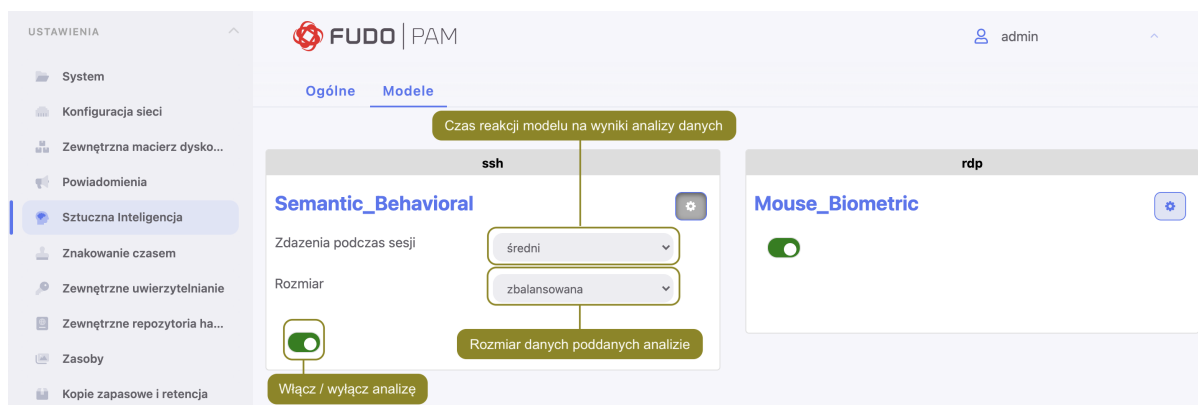 USTAWIENIA
System
Konfiguracja sieci
Zewnętrzna macierz dysko...
Powiadomienia
Sztuczna Inteligencja
Znakowanie czasem
Zewnętrzne uwierzytelnianie
Zewnętrzne repozytoria ha...
Zasoby
Kopie zapasowe i retencja
FUDO PAM
admin
Ogólne Modele
Czas reakcji modelu na wyniki analizy danych
ssh
Semantic_Behavioral
Zdazenia podczas sesji
średni
Rozmiar
zbalansowana
Rozmiar danych poddanych analizie
Włącz / wyłącz analizę
rdp
Mouse_Biometric